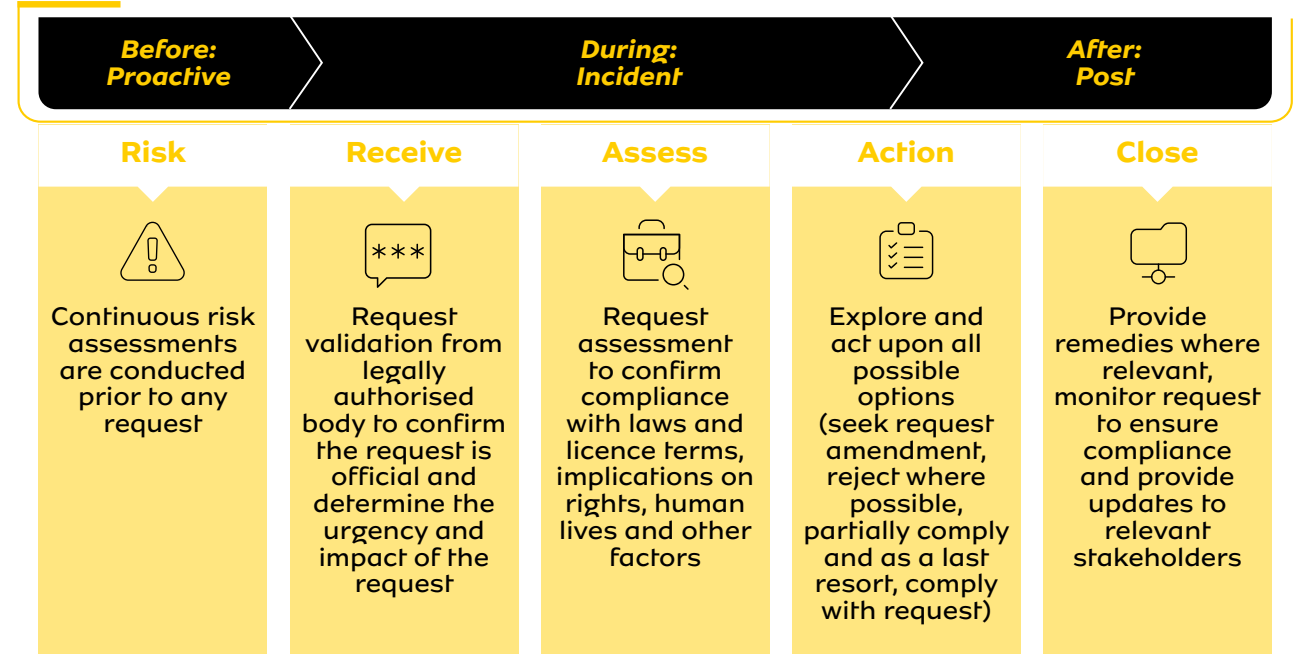 Before:
Proactive
During:
Incident
After:
Post
Risk
Receive
Assess
Action
Close
***
Continuous risk
assessments
are conducted
prior to any
request
Request
validation from
legally
authorised
body to confirm
the request is
official and
determine the
urgency and
impact of the
request
Request
assessment
to confirm
compliance
with laws and
licence terms,
implications on
rights, human
lives and other
factors
Explore and
act upon all
possible
options
(seek request
amendment,
reject where
possible,
partially comply
and as a last
resort, comply
with request)
Provide
remedies where
relevant,
monitor request
to ensure
compliance
and provide
updates to
relevant
stakeholders